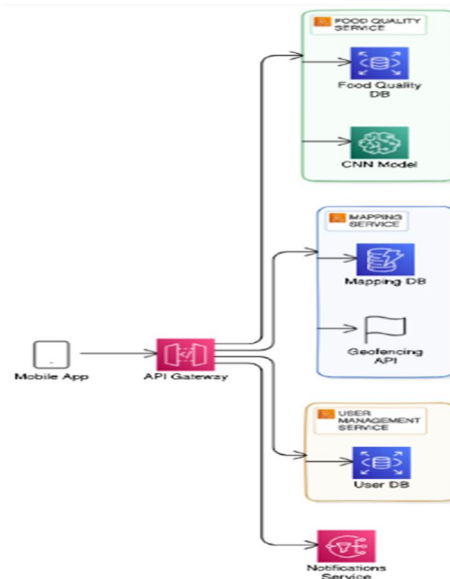 FOOD QUALITY
SERVICE
Food Quality
DB
CNN Model
MAPPING
SERVICE
Mapping DB
Geofencing
API
Mobile App
API Gateway
USER
MANAGEMENT
SERVICE
User DB
Notifications
Service